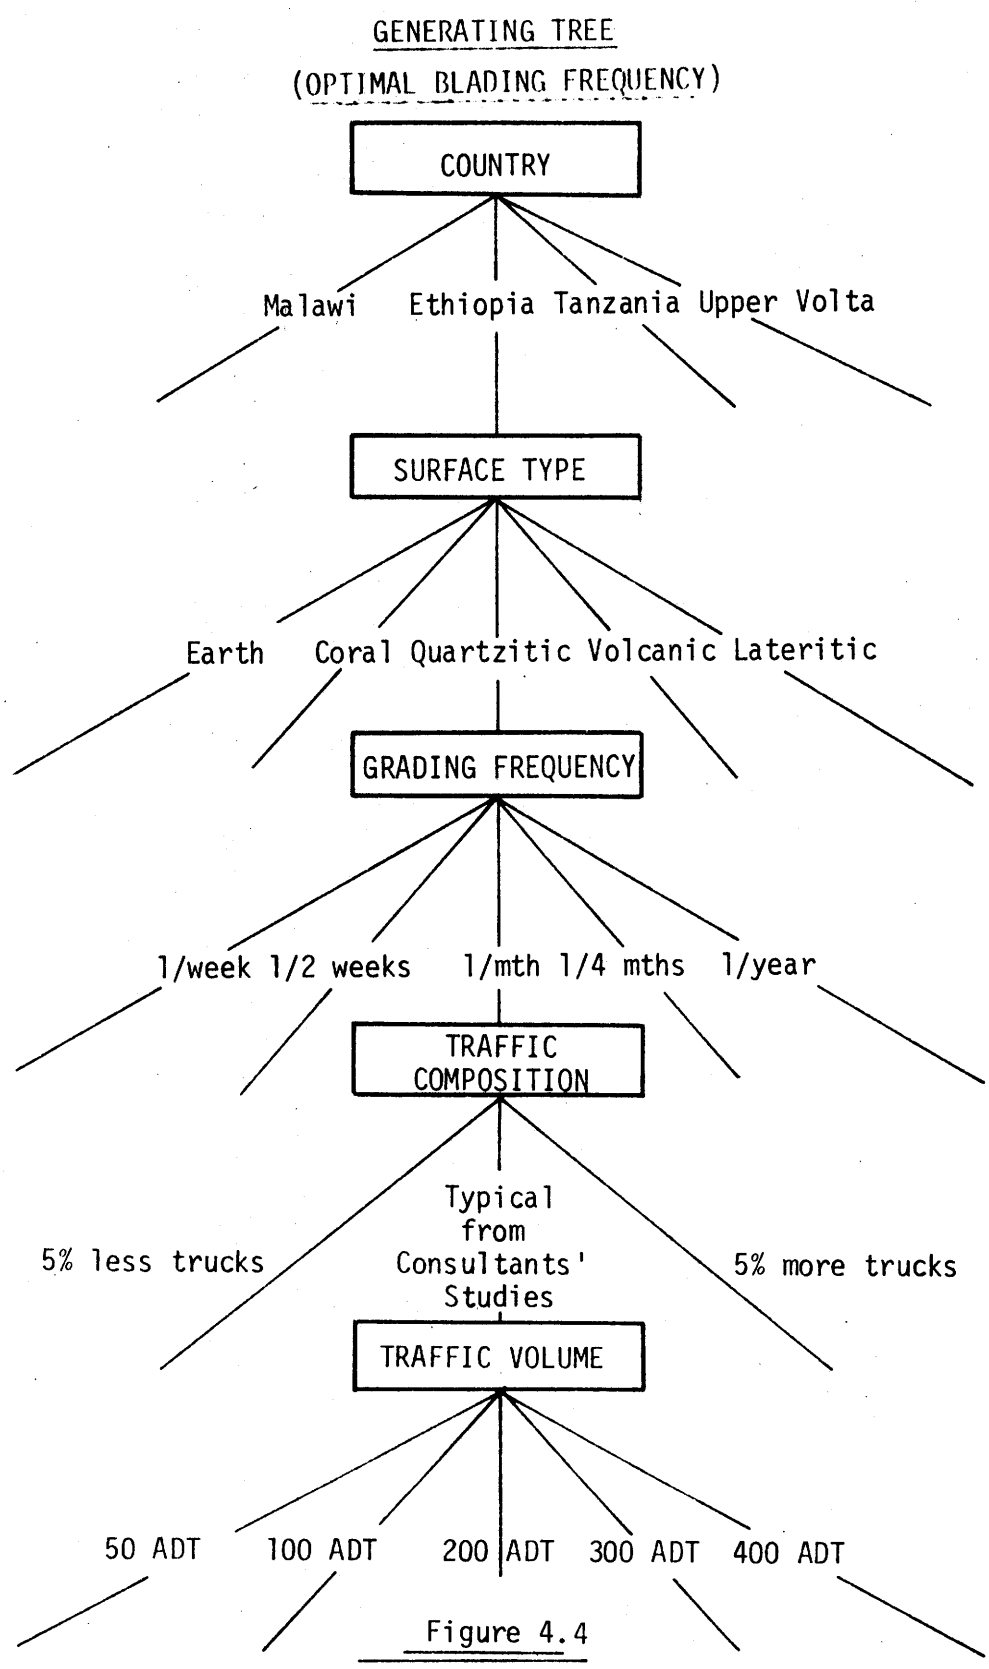 GENERATING TREE
(OPTIMAL BLADING FREQUENCY)
COUNTRY
Malawi Ethiopia Tanzania Upper Volta
SURFACE TYPE
Earth Coral Quartzitic Volcanic Lateritic
GRADING FREQUENCY
1/week 1/2 weeks 1/mth 1/4 mths 1/year
TRAFFIC
COMPOSITION
Typical
from
5% less trucks Consultants' 5% more trucks
Studies
TRAFFIC VOLUME
50 ADT 100 ADT 200 ADT 300 ADT 400 ADT
Figure 4.4